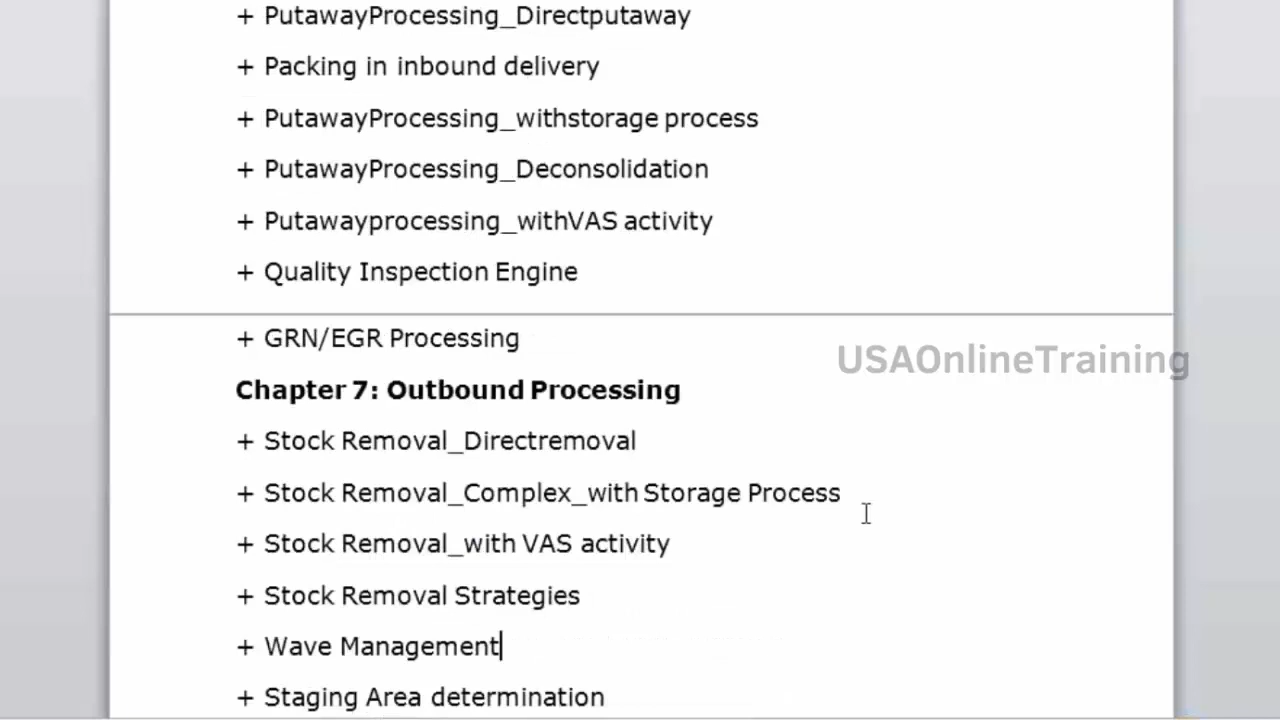 + PutawayProcessing_Directputaway
+ Packing in inbound delivery
+ PutawayProcessing_withstorage process
+ PutawayProcessing_Deconsolidation
+ Putawayprocessing_withVAS activity
+ Quality Inspection Engine
+ GRN/EGR Processing
USAOnlineTraining
Chapter 7: Outbound Processing
+ Stock Removal_Directremoval
+ Stock Removal_Complex_with Storage Process
+ Stock Removal_with VAS activity
+ Stock Removal Strategies
+ Wave Management
+ Staging Area determination